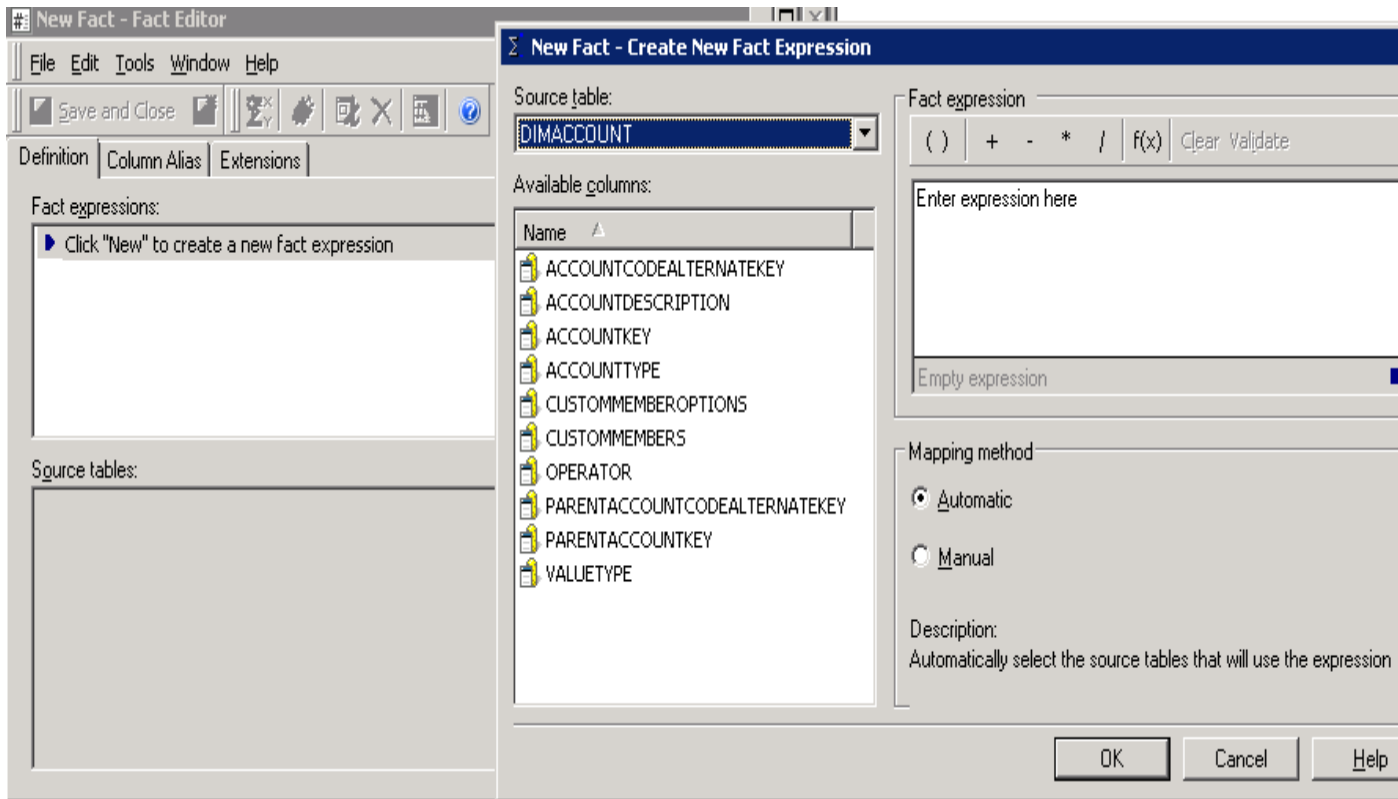 New Fact - Fact Editor
File Edit Tools Window Help
Save and Close
Definition Column Alias Extensions
Fact expressions:
Click "New" to create a new fact expression
Source tables:
New Fact - Create New Fact Expression
Source table:
DIMACCOUNT
Available columns:
Name
ACCOUNTCODEALTERNATEKEY
ACCOUNTDESCRIPTION
ACCOUNTKEY
ACCOUNTTYPE
CUSTOMMEMBEROPTIONS
CUSTOMMEMBERS
OPERATOR
PARENTACCOUNTCODEALTERNATEKEY
PARENTACCOUNTKEY
VALUETYPE
Fact expression
( ) + - * / f(x) Clear Validate
Enter expression here
Empty expression
Mapping method
Automatic
Manual
Description:
Automatically select the source tables that will use the expression
OK Cancel Help